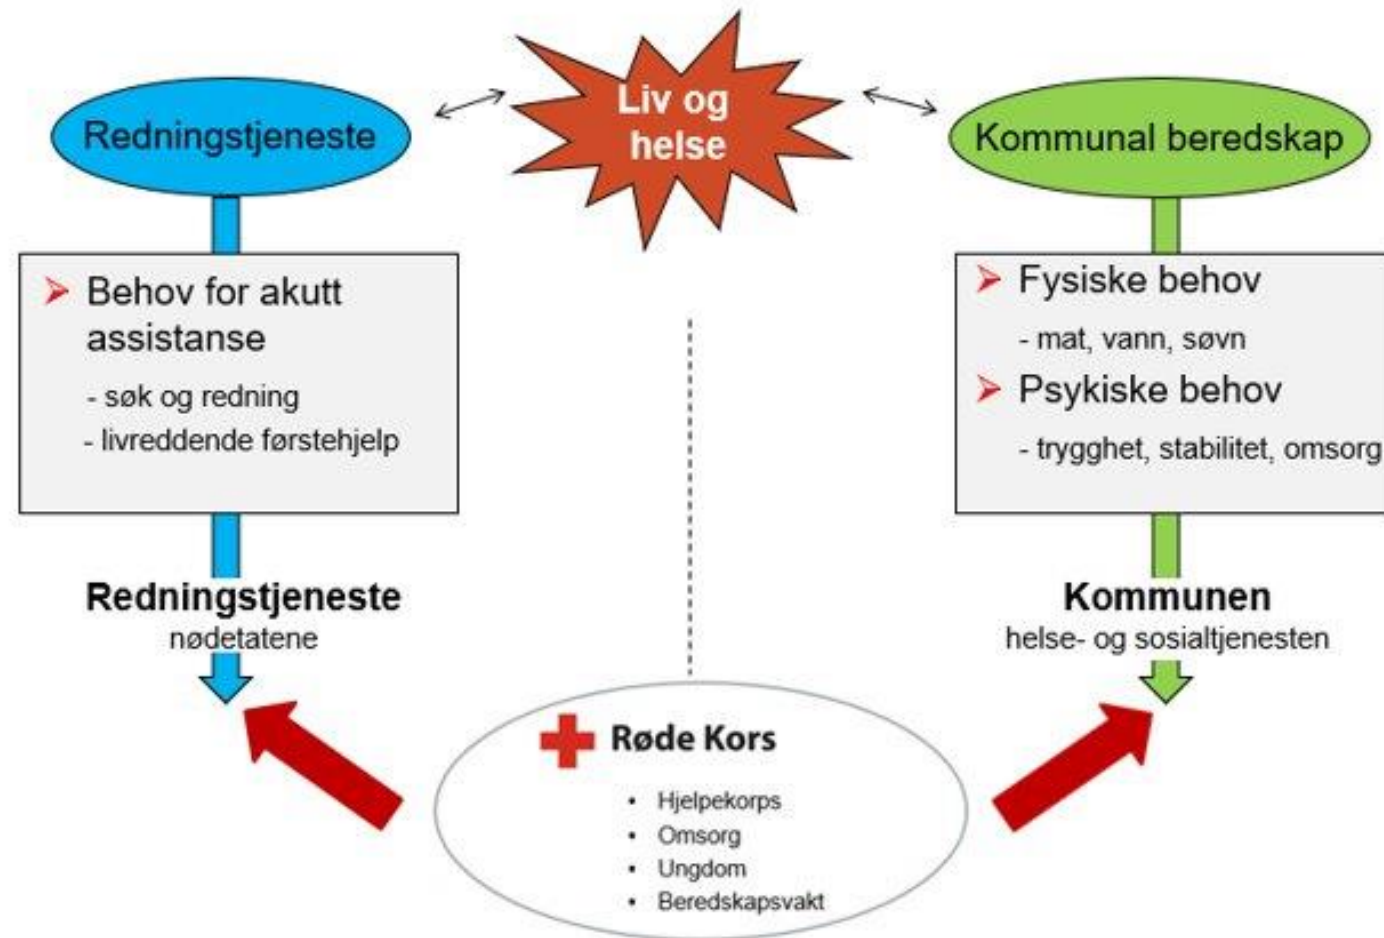 Liv og
helse
Redningstjeneste
Kommunal beredskap
Behov for akutt
assistanse
- søk og redning
- livreddende førstehjelp
Fysiske behov
- mat, vann, søvn
Psykiske behov
- trygghet, stabilitet, omsorg
Redningstjeneste
nødetatene
Kommunen
helse- og sosialtjenesten
Røde Kors
• Hjelpekorps
• Omsorg
• Ungdom
• Beredskapsvakt